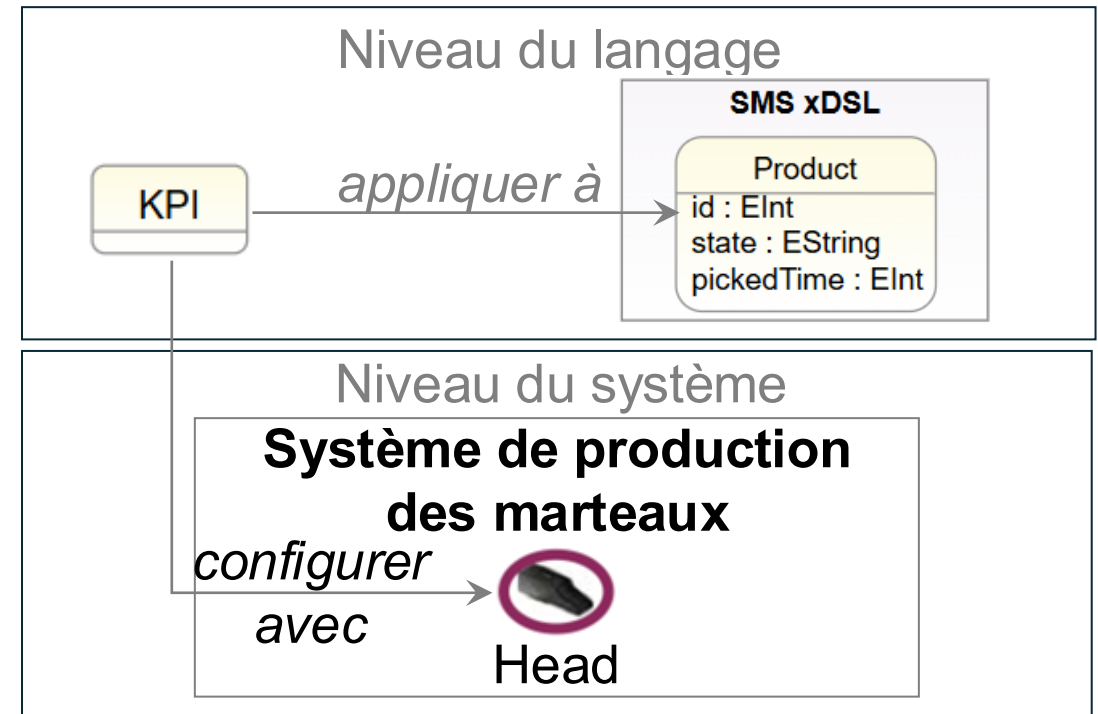 Niveau du langage
SMS xDSL
Product
id : EInt
state : EString
pickedTime : EInt
KPI
appliquer à
Niveau du système
Système de production
des marteaux
configurer
avec
Head